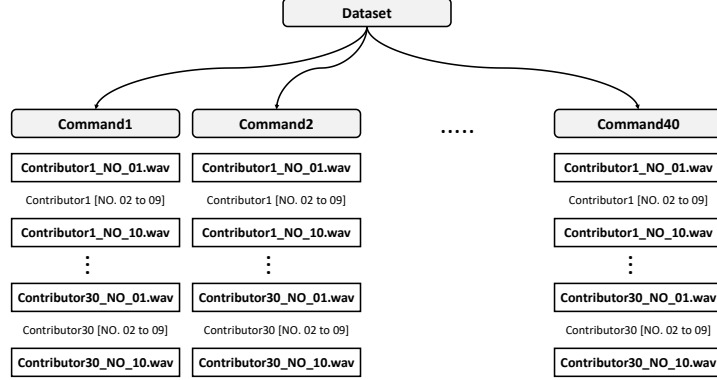 Dataset
Command1 Command2 ..... Command40
Contributor1_NO_01.wav Contributor1_NO_01.wav Contributor1_NO_01.wav
Contributor1 [NO. 02 to 09] Contributor1 [NO. 02 to 09] Contributor1 [NO. 02 to 09]
Contributor1_NO_10.wav Contributor1_NO_10.wav Contributor1_NO_10.wav
⋮ ⋮ ⋮
Contributor30_NO_01.wav Contributor30_NO_01.wav Contributor30_NO_01.wav
Contributor30 [NO. 02 to 09] Contributor30 [NO. 02 to 09] Contributor30 [NO. 02 to 09]
Contributor30_NO_10.wav Contributor30_NO_10.wav Contributor30_NO_10.wav